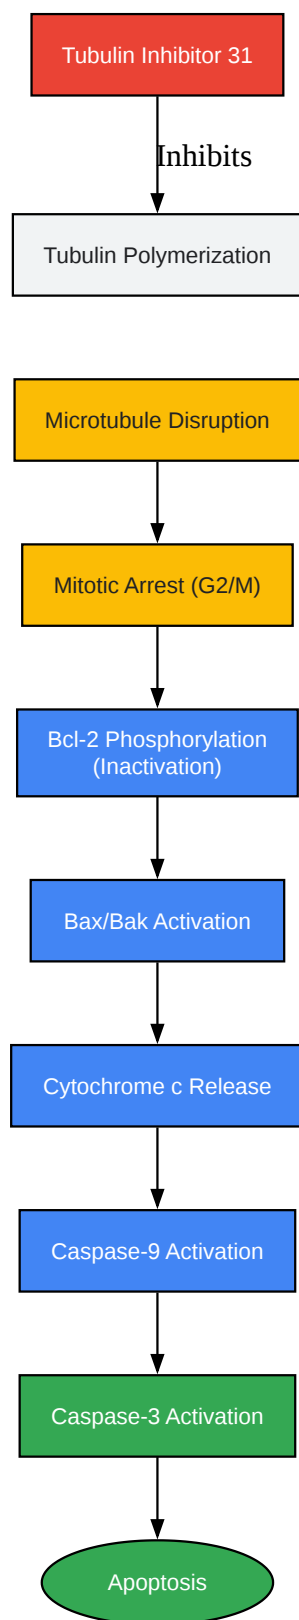 Tubulin Inhibitor 31
Inhibits
Tubulin Polymerization
Microtubule Disruption
Mitotic Arrest (G2/M)
Bcl-2 Phosphorylation
(Inactivation)
Bax/Bak Activation
Cytochrome c Release
Caspase-9 Activation
Caspase-3 Activation
Apoptosis